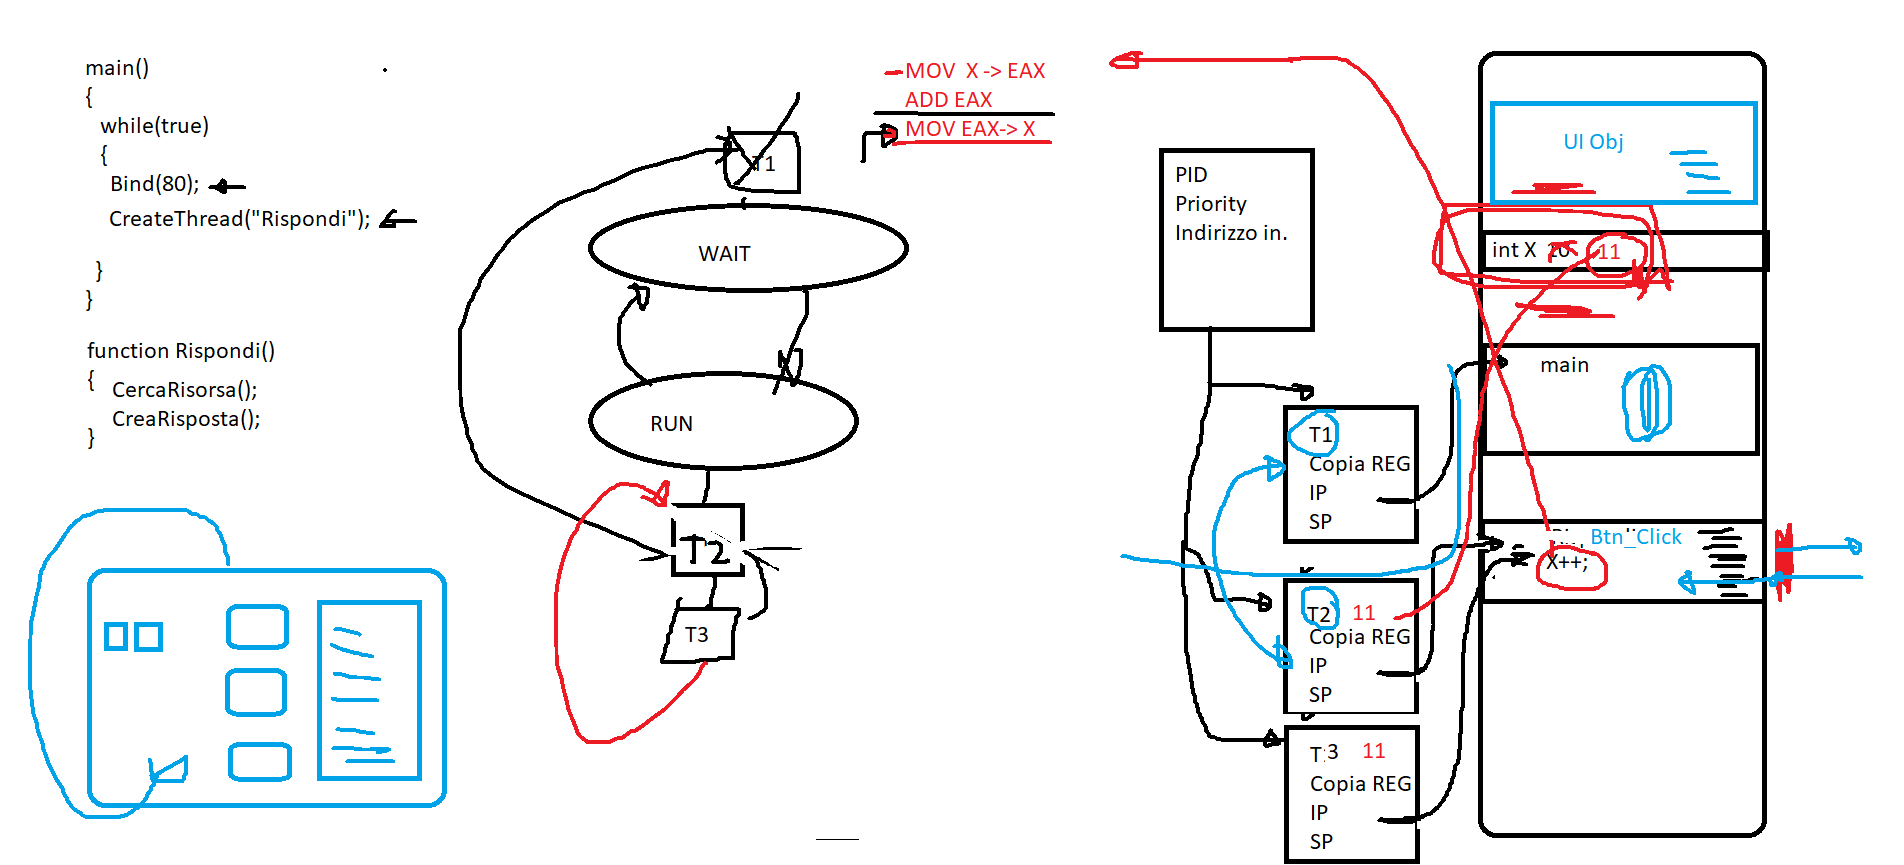 main()
{
while(true)
{
Bind(80);
CreateThread("Rispondi");
}
}
function Rispondi()
{
CercaRisorsa();
CreaRisposta();
}
T1
WAIT
RUN
T2
T3
MOV X -> EAX
ADD EAX
MOV EAX-> X
PID
Priority
Indirizzo in.
T1
Copia REG
IP
SP
T2 11
Copia REG
IP
SP
T3 11
Copia REG
IP
SP
UI Obj
int X 10 11
main
Btn_Click
X++;